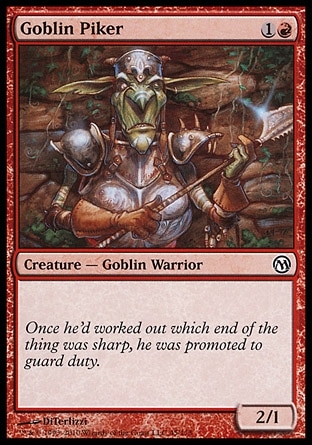 Goblin Piker 1
Creature — Goblin Warrior
Once he'd worked out which end of the
thing was sharp, he was promoted to
guard duty.
DiTerlizzi
2/1